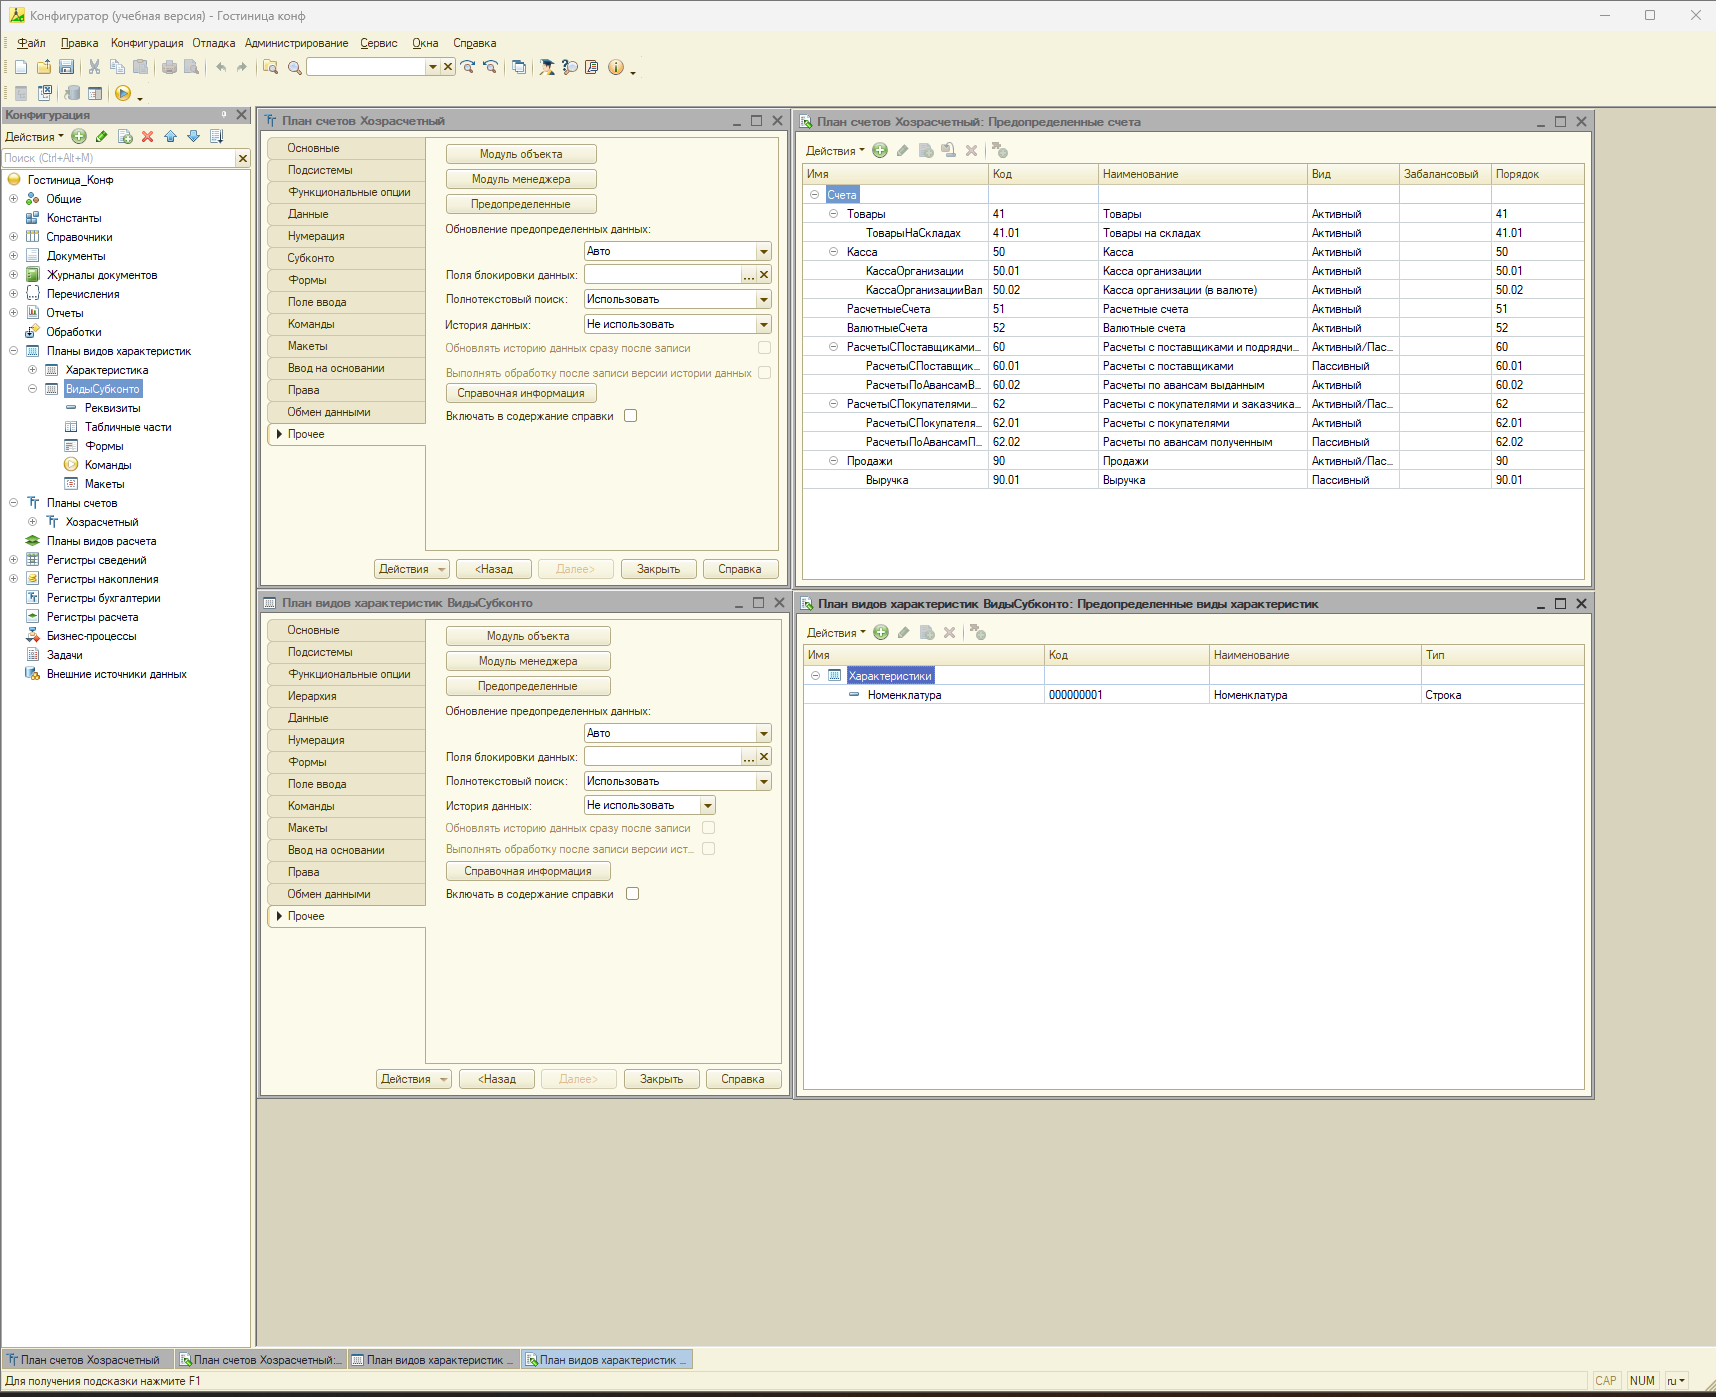 Конфигуратор (учебная версия) - Гостиница конф
Файл Правка Конфигурация Отладка Администрирование Сервис Окна Справка
Конфигурация
Действия
Поиск (Ctrl+Alt+M)
Гостиница_Конф
Общие
Константы
Справочники
Документы
Журналы документов
Перечисления
Отчеты
Обработки
Планы видов характеристик
Характеристика
ВидыСубконто
Реквизиты
Табличные части
Формы
Команды
Макеты
Планы счетов
Хозрасчетный
Планы видов расчета
Регистры сведений
Регистры накопления
Регистры бухгалтерии
Регистры расчета
Бизнес-процессы
Задачи
Внешние источники данных
План счетов Хозрасчетный
Основные
Подсистемы
Функциональные опции
Данные
Нумерация
Субконто
Формы
Поле ввода
Команды
Макеты
Ввод на основании
Права
Обмен данными
Прочее
Модуль объекта
Модуль менеджера
Предопределенные
Обновление предопределенных данных:
Авто
Поля блокировки данных:
Полнотекстовый поиск: Использовать
История данных: Не использовать
Обновлять историю данных сразу после записи
Выполнять обработку после записи версии истории данных
Справочная информация
Включать в содержание справки
Действия <Назад Далее> Закрыть Справка
План счетов Хозрасчетный: Предопределенные счета
Действия
Имя Код Наименование Вид Забалансовый Порядок
Счета
Товары 41 Товары Активный 41
ТоварыНаСкладах 41.01 Товары на складах Активный 41.01
Касса 50 Касса Активный 50
КассаОрганизации 50.01 Касса организации Активный 50.01
КассаОрганизацииВал 50.02 Касса организации (в валюте) Активный 50.02
РасчетныеСчета 51 Расчетные счета Активный 51
ВалютныеСчета 52 Валютные счета Активный 52
РасчетыСПоставщиками... 60 Расчеты с поставщиками и подрядчи... Активный/Пас... 60
РасчетыСПоставщик... 60.01 Расчеты с поставщиками Пассивный 60.01
РасчетыПоАвансамВ... 60.02 Расчеты по авансам выданным Активный 60.02
РасчетыСПокупателями... 62 Расчеты с покупателями и заказчика... Активный/Пас... 62
РасчетыСПокупателя... 62.01 Расчеты с покупателями Активный 62.01
РасчетыПоАвансамП... 62.02 Расчеты по авансам полученным Пассивный 62.02
Продажи 90 Продажи Активный/Пас... 90
Выручка 90.01 Выручка Пассивный 90.01
План видов характеристик ВидыСубконто
Основные
Подсистемы
Функциональные опции
Иерархия
Данные
Нумерация
Формы
Поле ввода
Команды
Макеты
Ввод на основании
Права
Обмен данными
Прочее
Модуль объекта
Модуль менеджера
Предопределенные
Обновление предопределенных данных:
Авто
Поля блокировки данных:
Полнотекстовый поиск: Использовать
История данных: Не использовать
Обновлять историю данных сразу после записи
Выполнять обработку после записи версии ист...
Справочная информация
Включать в содержание справки
Действия <Назад Далее> Закрыть Справка
План видов характеристик ВидыСубконто: Предопределенные виды характеристик
Действия
Имя Код Наименование Тип
Характеристики
Номенклатура 000000001 Номенклатура Строка
План счетов Хозрасчетный План счетов Хозрасчетный:... План видов характеристик ... План видов характеристик ...
Для получения подсказки нажмите F1 CAP NUM ru